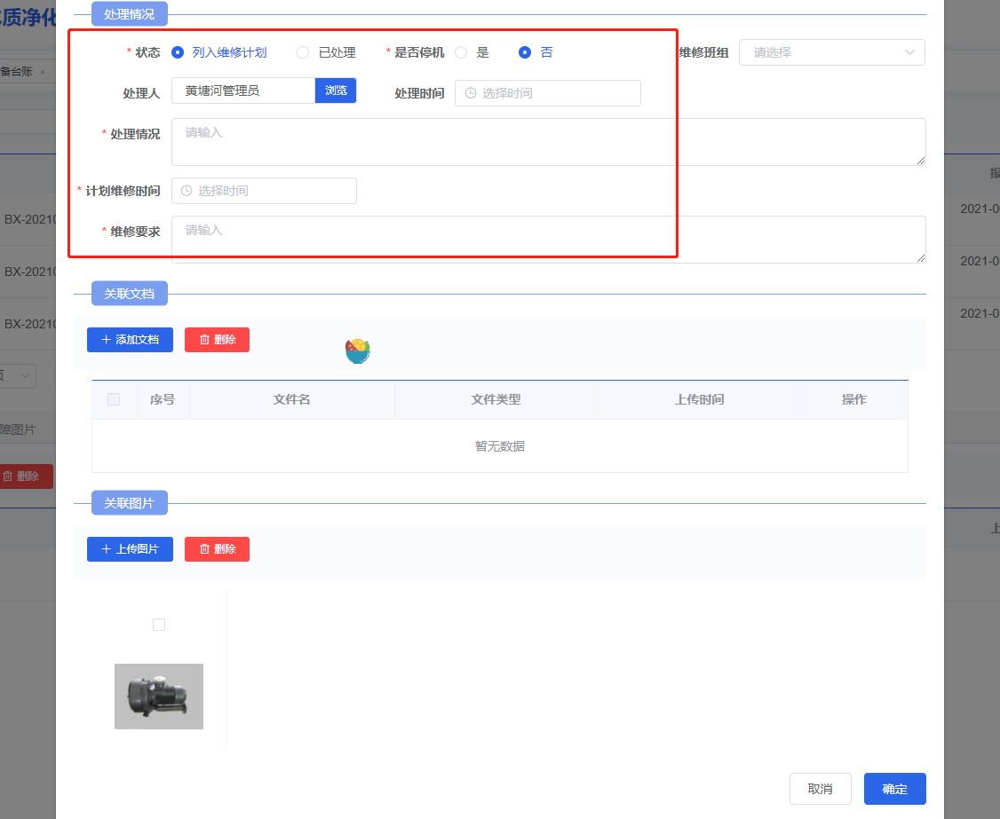 质净化
处理情况
* 状态 列入维修计划 已处理 * 是否停机 是 否 维修班组 请选择
备台账 ×
处理人 黄塘河管理员 浏览 处理时间 选择时间
* 处理情况 请输入
* 计划维修时间 选择时间
BX-2021 2021-0
* 维修要求 请输入
BX-2021 2021-0
关联文档
BX-2021 2021-0
+ 添加文档 删除
页
序号 文件名 文件类型 上传时间 操作
障图片
暂无数据
删除
关联图片
上
+ 上传图片 删除
取消 确定